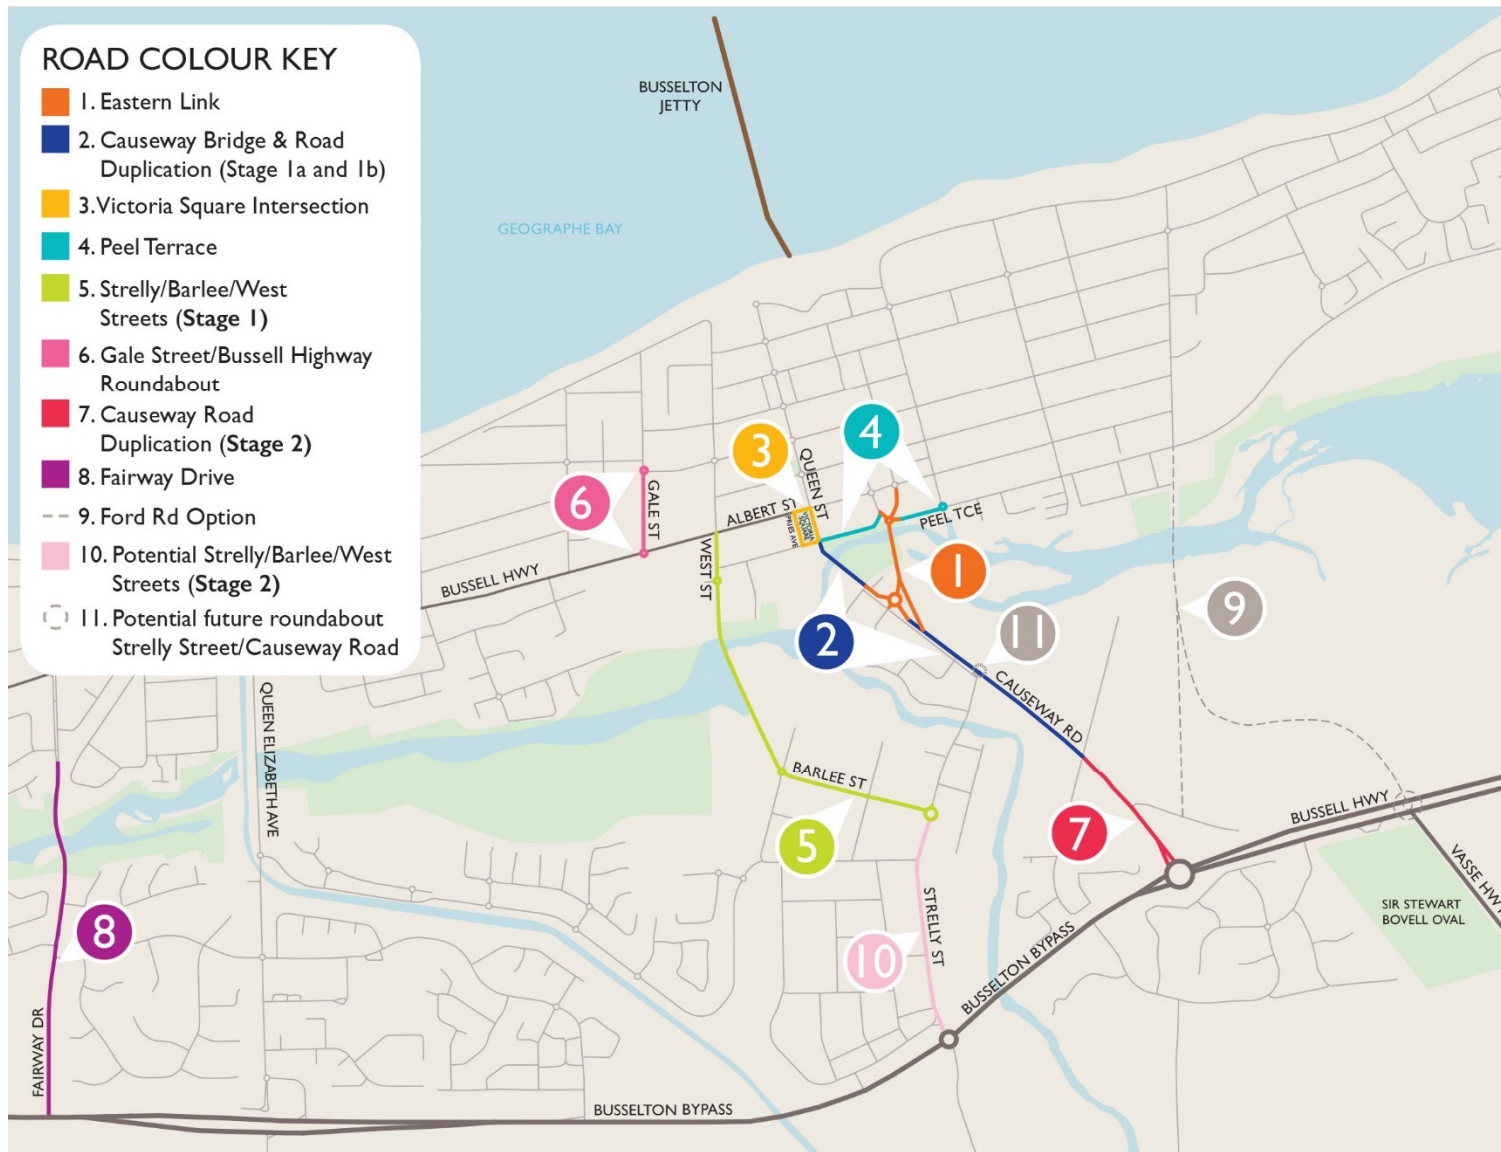 ROAD COLOUR KEY
1. Eastern Link
2. Causeway Bridge & Road
Duplication (Stage 1a and 1b)
3. Victoria Square Intersection
4. Peel Terrace
5. Strelly/Barlee/West
Streets (Stage 1)
6. Gale Street/Bussell Highway
Roundabout
7. Causeway Road
Duplication (Stage 2)
8. Fairway Drive
9. Ford Rd Option
10. Potential Strelly/Barlee/West
Streets (Stage 2)
11. Potential future roundabout
Strelly Street/Causeway Road
BUSSELTON
JETTY
GEOGRAPHE BAY
3
4
QUEEN ST
6
GALE ST
ALBERT ST
VICTORIA
SQUARE
PRIES AVE
PEEL TCE
WEST ST
BUSSELL HWY
1
2
11
9
QUEEN ELIZABETH AVE
CAUSEWAY RD
BARLEE ST
5
7
BUSSELL HWY
VASSE HWY
SIR STEWART
BOVELL OVAL
8
10
STRELLY ST
BUSSELTON BYPASS
FAIRWAY DR
BUSSELTON BYPASS